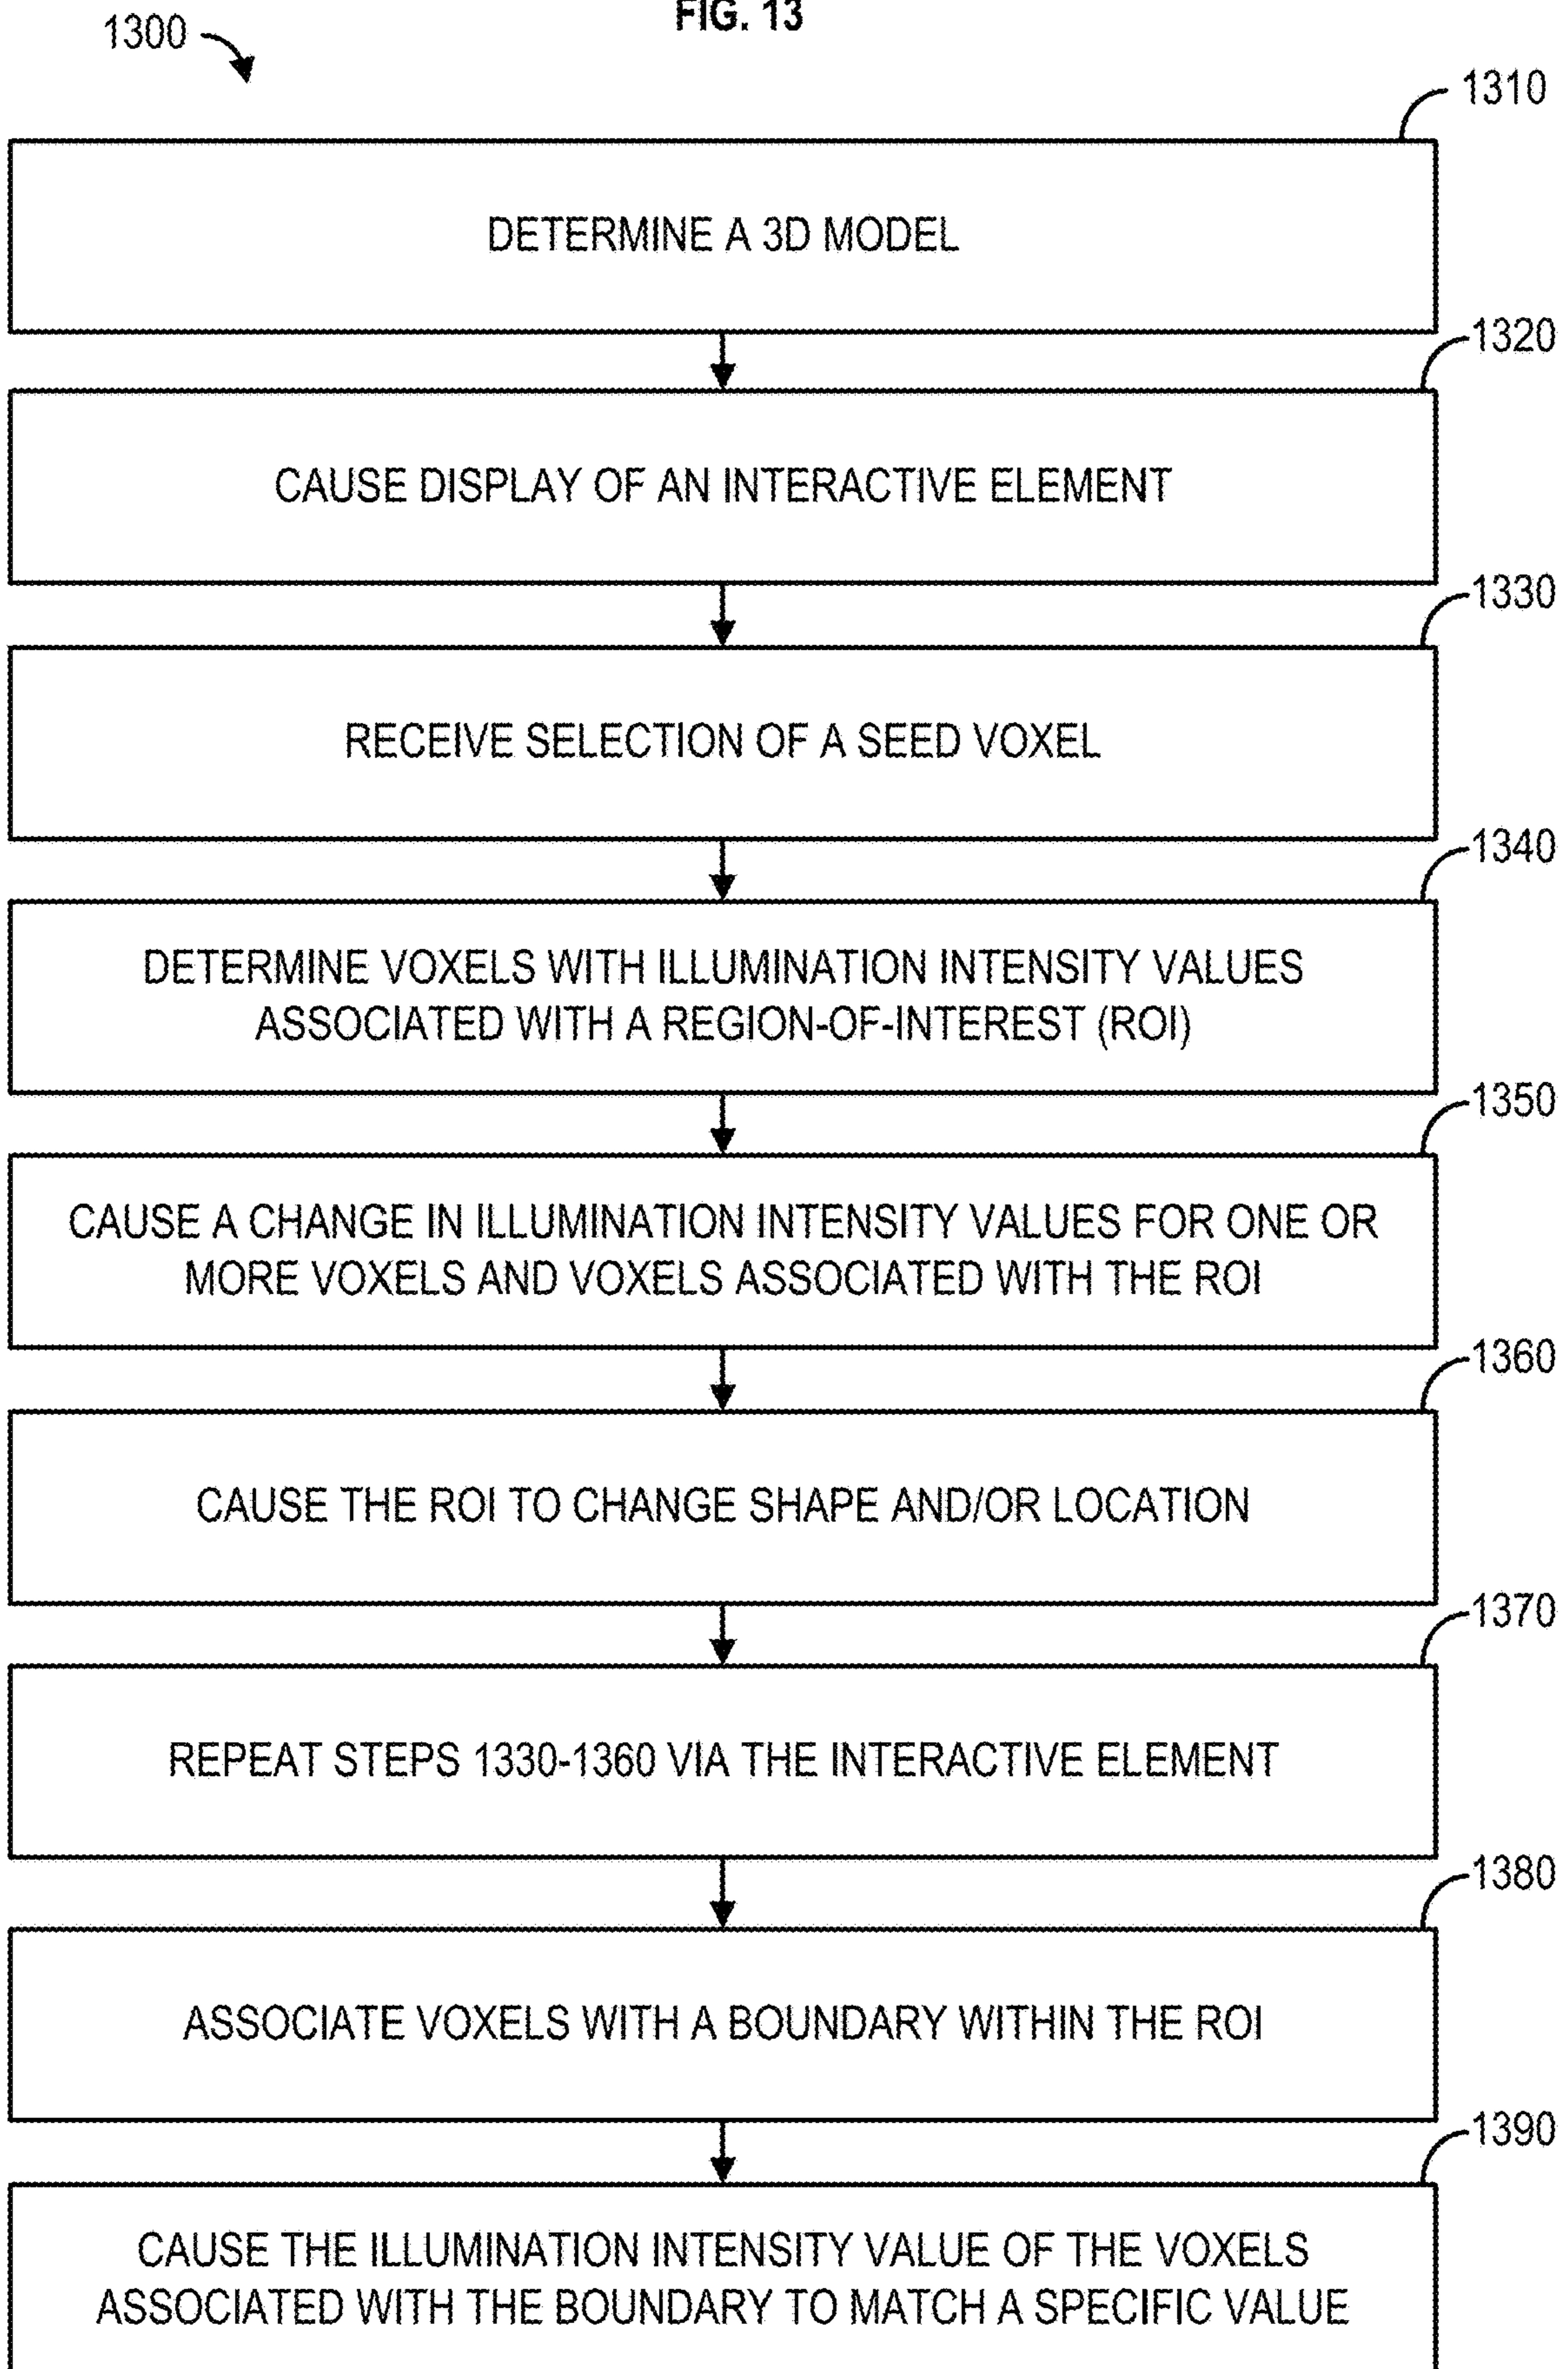 FIG. 13
1300
1310
DETERMINE A 3D MODEL
1320
CAUSE DISPLAY OF AN INTERACTIVE ELEMENT
1330
RECEIVE SELECTION OF A SEED VOXEL
1340
DETERMINE VOXELS WITH ILLUMINATION INTENSITY VALUES
ASSOCIATED WITH A REGION-OF-INTEREST (ROI)
1350
CAUSE A CHANGE IN ILLUMINATION INTENSITY VALUES FOR ONE OR
MORE VOXELS AND VOXELS ASSOCIATED WITH THE ROI
1360
CAUSE THE ROI TO CHANGE SHAPE AND/OR LOCATION
1370
REPEAT STEPS 1330-1360 VIA THE INTERACTIVE ELEMENT
1380
ASSOCIATE VOXELS WITH A BOUNDARY WITHIN THE ROI
1390
CAUSE THE ILLUMINATION INTENSITY VALUE OF THE VOXELS
ASSOCIATED WITH THE BOUNDARY TO MATCH A SPECIFIC VALUE